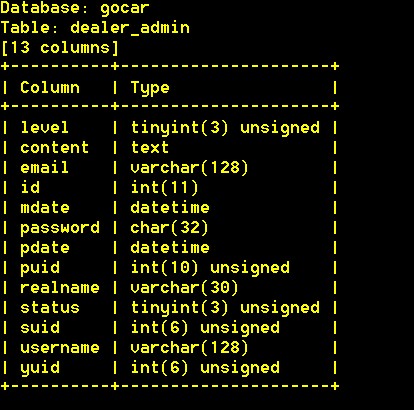 Database: gocar
Table: dealer_admin
[13 columns]
+----------+---------------------+
| Column   | Type                |
+----------+---------------------+
| level    | tinyint(3) unsigned |
| content  | text                |
| email    | varchar(128)        |
| id       | int(11)             |
| mdate    | datetime            |
| password | char(32)            |
| pdate    | datetime            |
| puid     | int(10) unsigned    |
| realname | varchar(30)         |
| status   | tinyint(3) unsigned |
| suid     | int(6) unsigned     |
| username | varchar(128)        |
| yuid     | int(6) unsigned     |
+----------+---------------------+